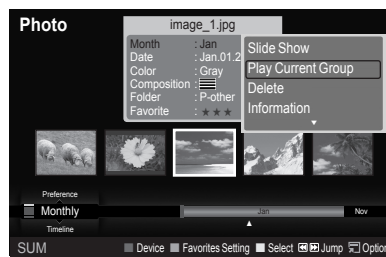 Photo
image_1.jpg
Month : Jan
Date : Jan.01.2
Color : Gray
Composition :
Folder : P-other
Favorite : ★ ★ ★
Slide Show
Play Current Group
Delete
Information
Preference
Monthly
Timeline
Jan
Nov
SUM
Device
Favorites Setting
Select
Jump
Option